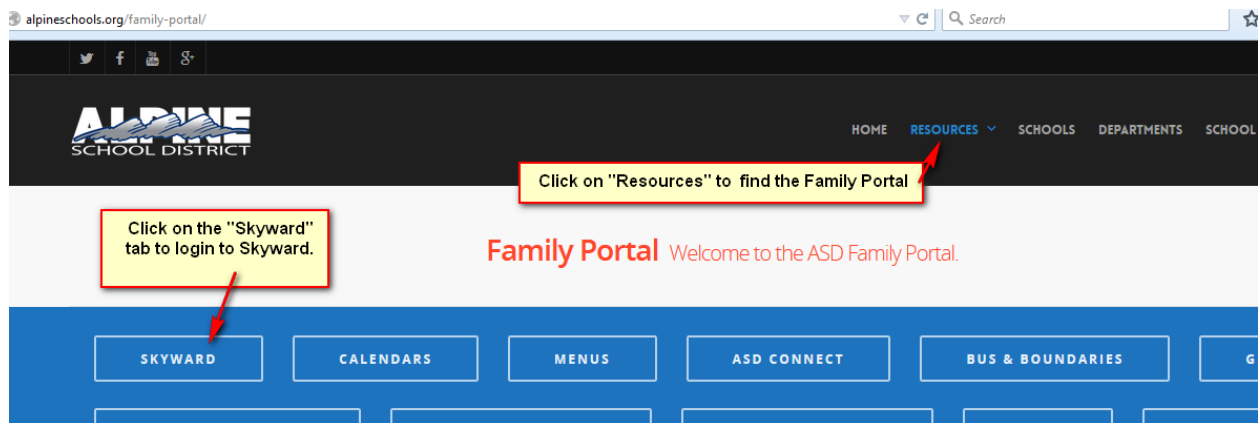 alpineschools.org/family-portal/
Search
You Tube
ALPINE
SCHOOL DISTRICT
HOME RESOURCES SCHOOLS DEPARTMENTS SCHOOL
Click on "Resources" to find the Family Portal
Click on the "Skyward"
tab to login to Skyward.
Family Portal Welcome to the ASD Family Portal.
SKYWARD CALENDARS MENUS ASD CONNECT BUS & BOUNDARIES G